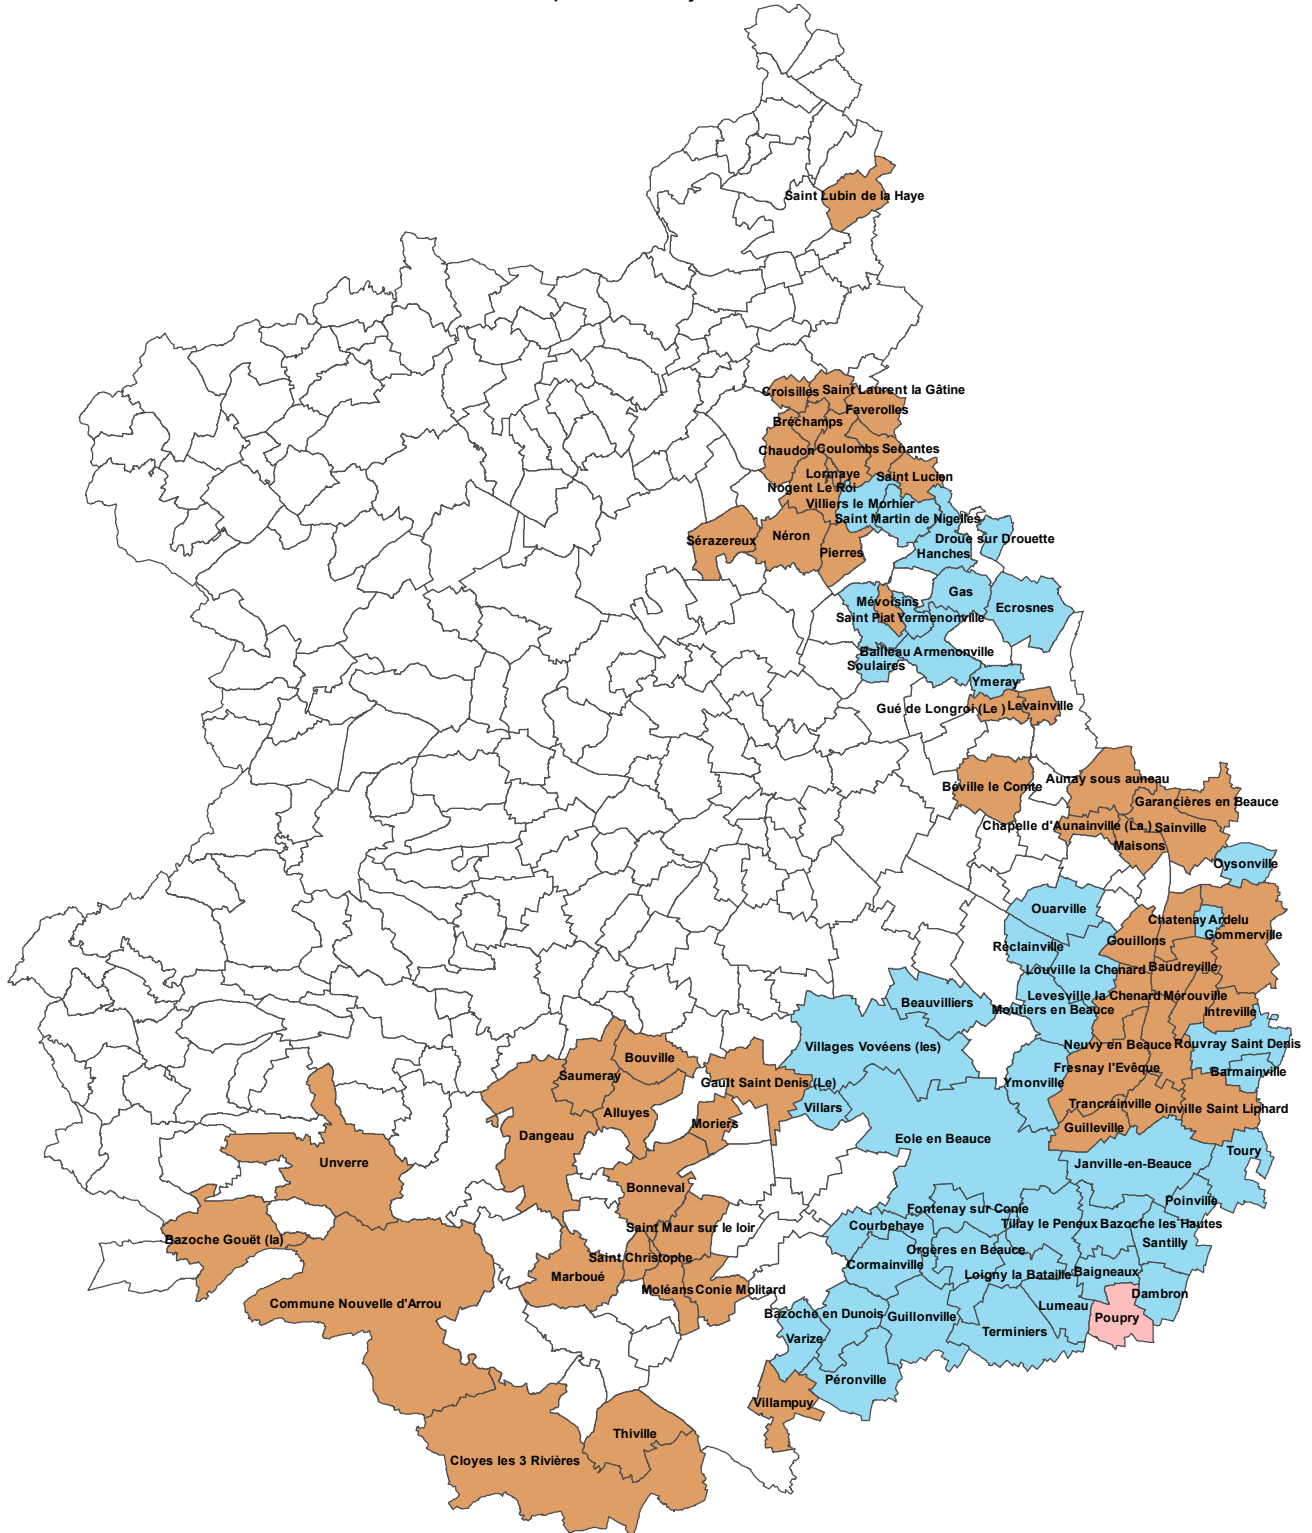 Saint Lubin de la Haye
Croisilles
Saint Laurent la Gâtine
Faverolles
Bréchamps
Chaudon
Coulombs
Senantes
Lormaye
Saint Lucien
Nogent Le Roi
Villiers le Morhier
Saint Martin de Nigelles
Sérazereux
Néron
Pierres
Droue sur Drouette
Hanches
Gas
Ecrosnes
Mévoisins
Saint Piat
Yermenonville
Bailleau Armenonville
Soulaires
Ymeray
Gué de Longroi (Le )
Levainville
Béville le Comte
Aunay sous auneau
Garancières en Beauce
Chapelle d'Aunainville (La )
Sainville
Maisons
Oysonville
Ouarville
Chatenay
Ardelu
Gommerville
Réclainville
Gouillons
Louville la Chenard
Baudreville
Levesville la Chenard
Mérouville
Beauvilliers
Moutiers en Beauce
Intreville
Villages Vovéens (les)
Neuvy en Beauce
Rouvray Saint Denis
Bouville
Saumeray
Gault Saint Denis (Le)
Ymonville
Fresnay l'Evêque
Barmainville
Villars
Alluyes
Trancrainville
Oinville Saint Liphard
Moriers
Guilleville
Dangeau
Eole en Beauce
Toury
Unverre
Janville-en-Beauce
Bonneval
Poinville
Fontenay sur Conie
Saint Maur sur le loir
Courbehaye
Tillay le Peneux
Bazoche les Hautes
Bazoche Gouët (la)
Orgères en Beauce
Santilly
Saint Christophe
Cormainville
Marboué
Loigny la Bataille
Baigneaux
Moléans
Conie Molitard
Dambron
Commune Nouvelle d'Arrou
Lumeau
Bazoche en Dunois
Guillonville
Poupry
Varize
Terminiers
Péronville
Villampuy
Thiville
Cloyes les 3 Rivières